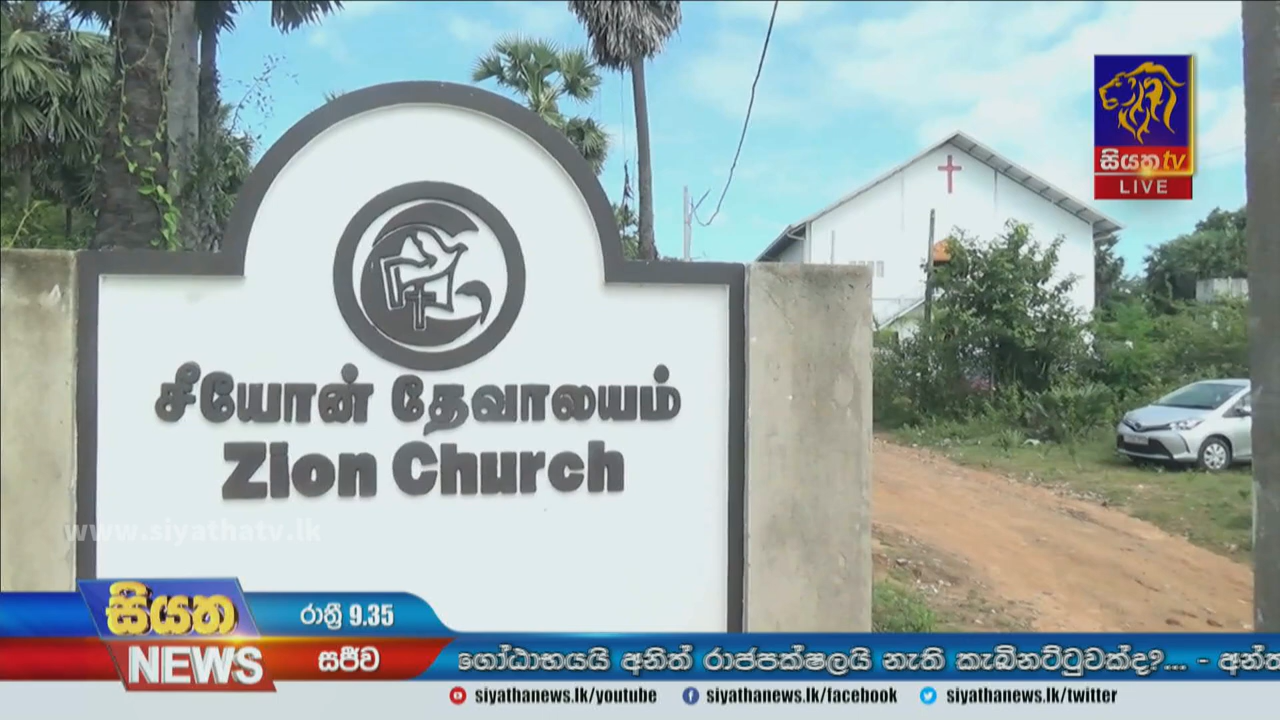 සියත tv
LIVE
சீயோன் தேவாலயம்
Zion Church
www.siyathatv.lk
සියත
NEWS
රාත්‍රී 9.35
සජීව
ගෝඨාභයයි අනිත් රාජපක්ෂලයි නැති කැබිනට්ටුවක්ද?... - අන්ත
siyathanews.lk/youtube
siyathanews.lk/facebook
siyathanews.lk/twitter